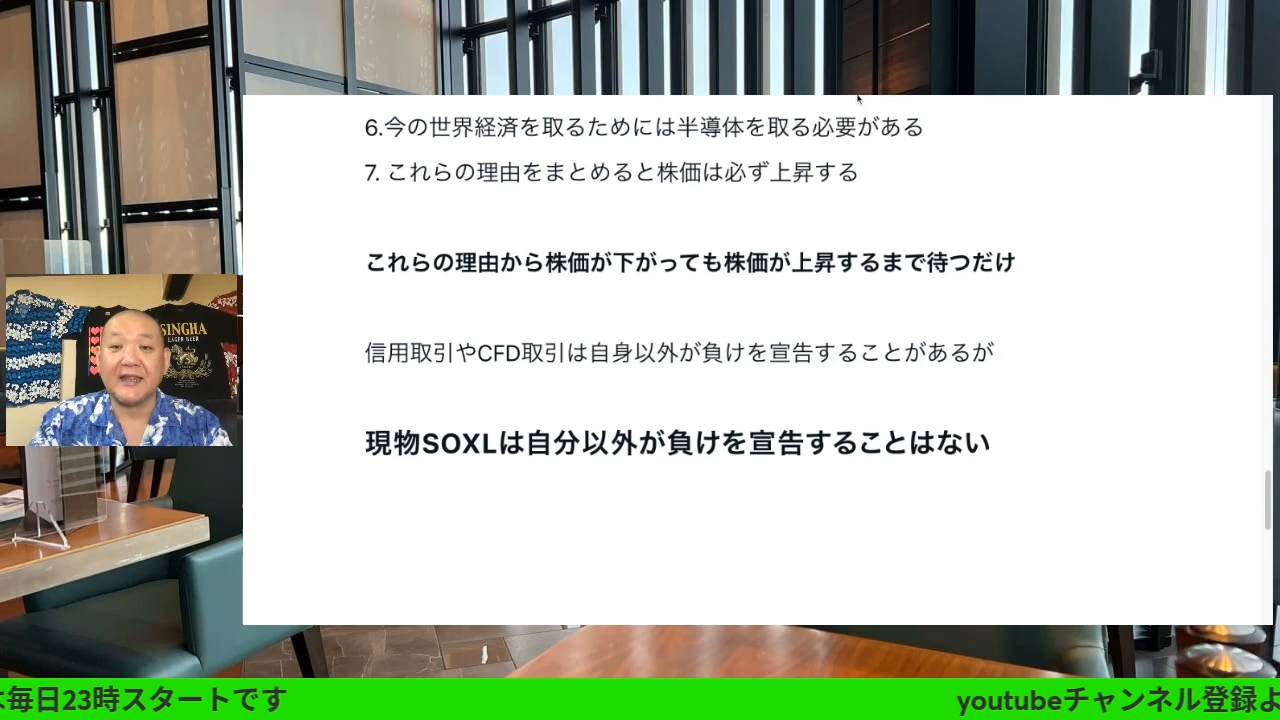 6.今の世界経済を取るためには半導体を取る必要がある
7. これらの理由をまとめると株価は必ず上昇する
これらの理由から株価が下がっても株価が上昇するまで待つだけ
信用取引やCFD取引は自身以外が負けを宣告することがあるが
現物SOXLは自分以外が負けを宣告することはない
SINGHA
LAGER BEER
毎日23時スタートです
youtubeチャンネル登録よ